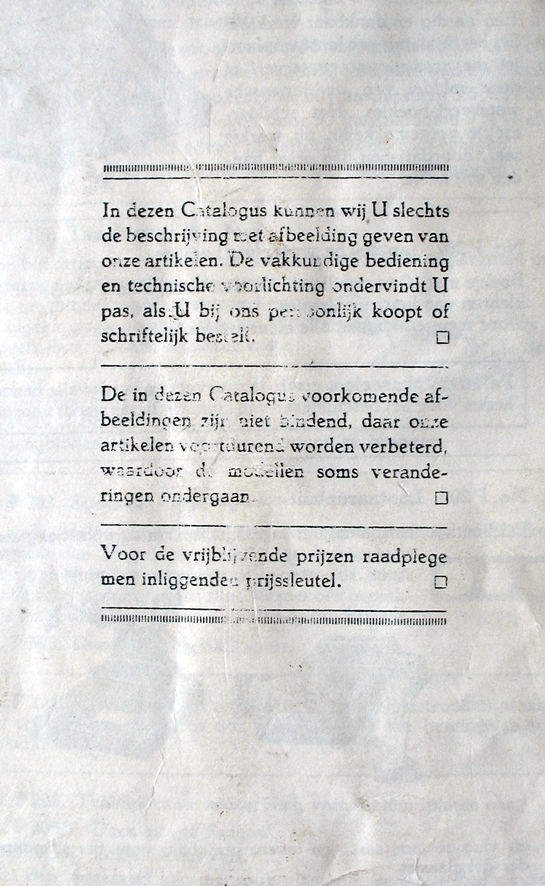 In dezen Catalogus kunnen wij U slechts
de beschrijving met afbeelding geven van
onze artikelen. De vakkundige bediening
en technische voorlichting ondervindt U
pas, als U bij ons persoonlijk koopt of
schriftelijk bestelt.
De in dezen Catalogus voorkomende af-
beeldingen zijn niet bindend, daar onze
artikelen voortdurend worden verbeterd,
waardoor de modellen soms verande-
ringen ondergaan.
Voor de vrijblijvende prijzen raadplege
men inliggenden prijssleutel.